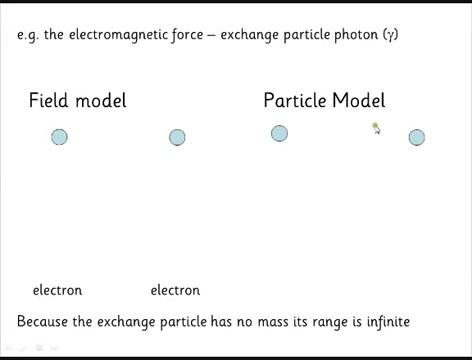 e.g. the electromagnetic force – exchange particle photon (γ)
Field model
Particle Model
electron
electron
Because the exchange particle has no mass its range is infinite